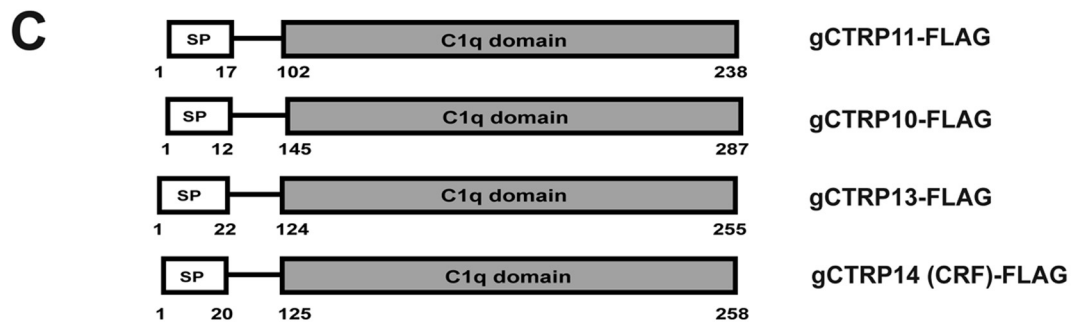 C
SP C1q domain gCTRP11-FLAG
1 17 102 238
SP C1q domain gCTRP10-FLAG
1 12 145 287
SP C1q domain gCTRP13-FLAG
1 22 124 255
SP C1q domain gCTRP14 (CRF)-FLAG
1 20 125 258